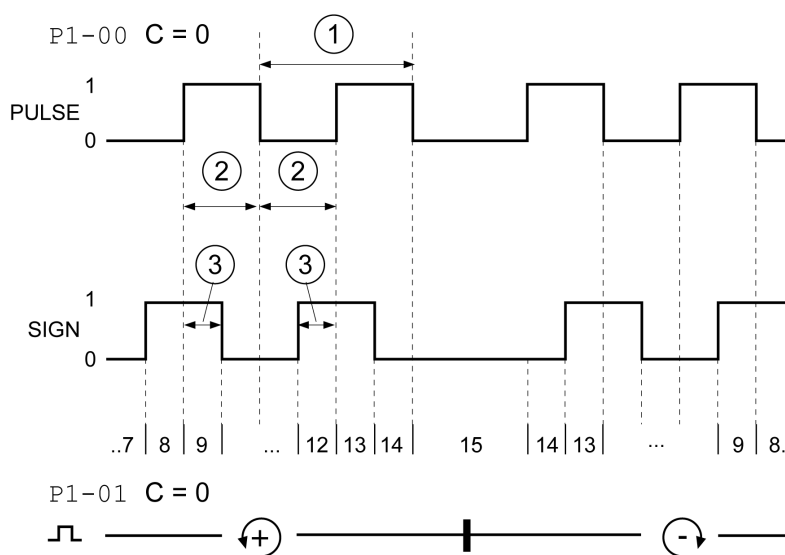 P1-00 C = 0
1
1
PULSE
0
2 2
3 3
1
SIGN
0
..7 8 9 ... 12 13 14 15 14 13 ... 9 8.
P1-01 C = 0
+ -